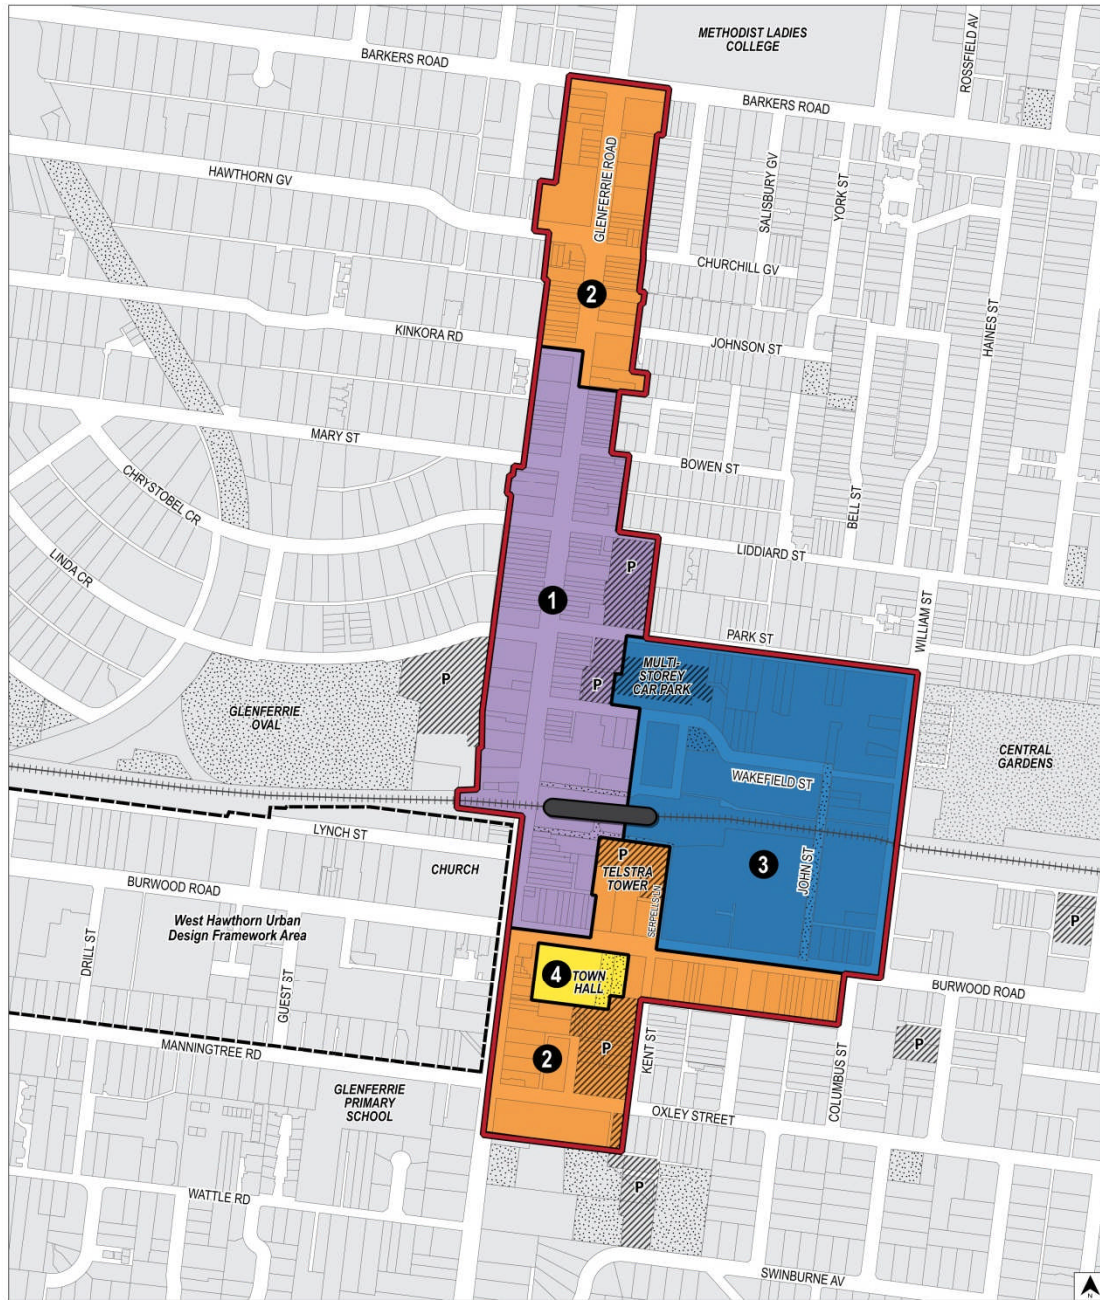 METHODIST LADIES
COLLEGE
ROSSFIELD AV
BARKERS ROAD
BARKERS ROAD
HAWTHORN GV
GLENFERRIE ROAD
SALISBURY GV
YORK ST
CHURCHILL GV
2
HAINES ST
KINKORA RD
JOHNSON ST
MARY ST
BOWEN ST
CHRYSTOBEL CR
BELL ST
LIDDIARD ST
LINDA CR
P
1
WILLIAM ST
PARK ST
MULTI-
STOREY
CAR PARK
P
P
GLENFERRIE
OVAL
CENTRAL
GARDENS
WAKEFIELD ST
LYNCH ST
P
TELSTRA
TOWER
CHURCH
3
JOHN ST
BURWOOD ROAD
SERPELLS LN
West Hawthorn Urban
Design Framework Area
P
DRILL ST
GUEST ST
4
TOWN
HALL
BURWOOD ROAD
MANNINGTREE RD
2
P
KENT ST
P
COLUMBUS ST
GLENFERRIE
PRIMARY
SCHOOL
OXLEY STREET
WATTLE RD
P
SWINBURNE AV
N